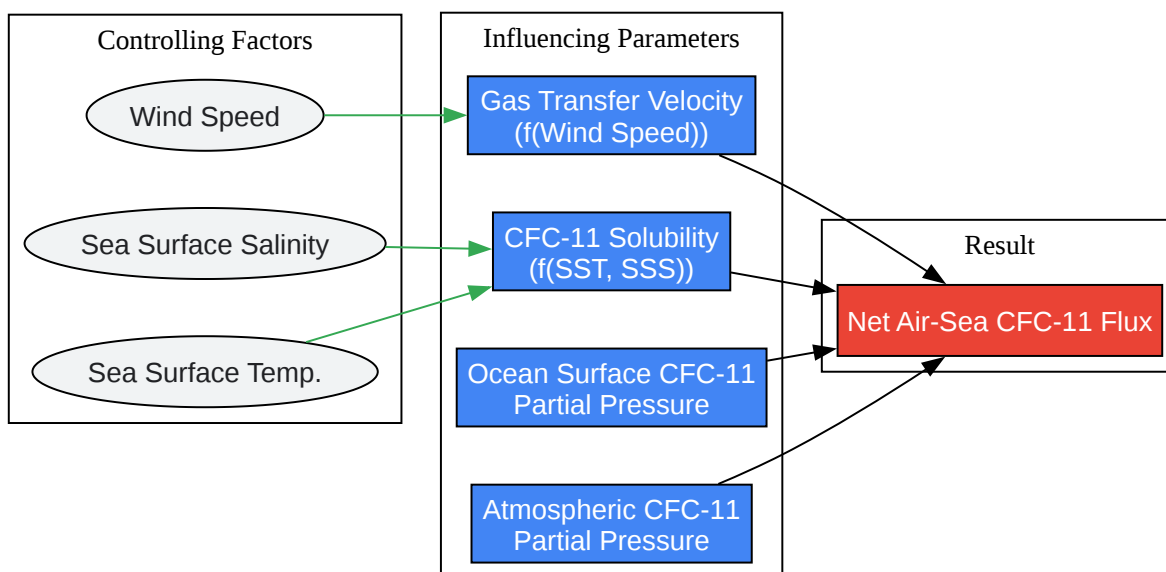 Controlling Factors
Wind Speed
Sea Surface Salinity
Sea Surface Temp.
Influencing Parameters
Gas Transfer Velocity
(f(Wind Speed))
CFC-11 Solubility
(f(SST, SSS))
Ocean Surface CFC-11
Partial Pressure
Atmospheric CFC-11
Partial Pressure
Result
Net Air-Sea CFC-11 Flux